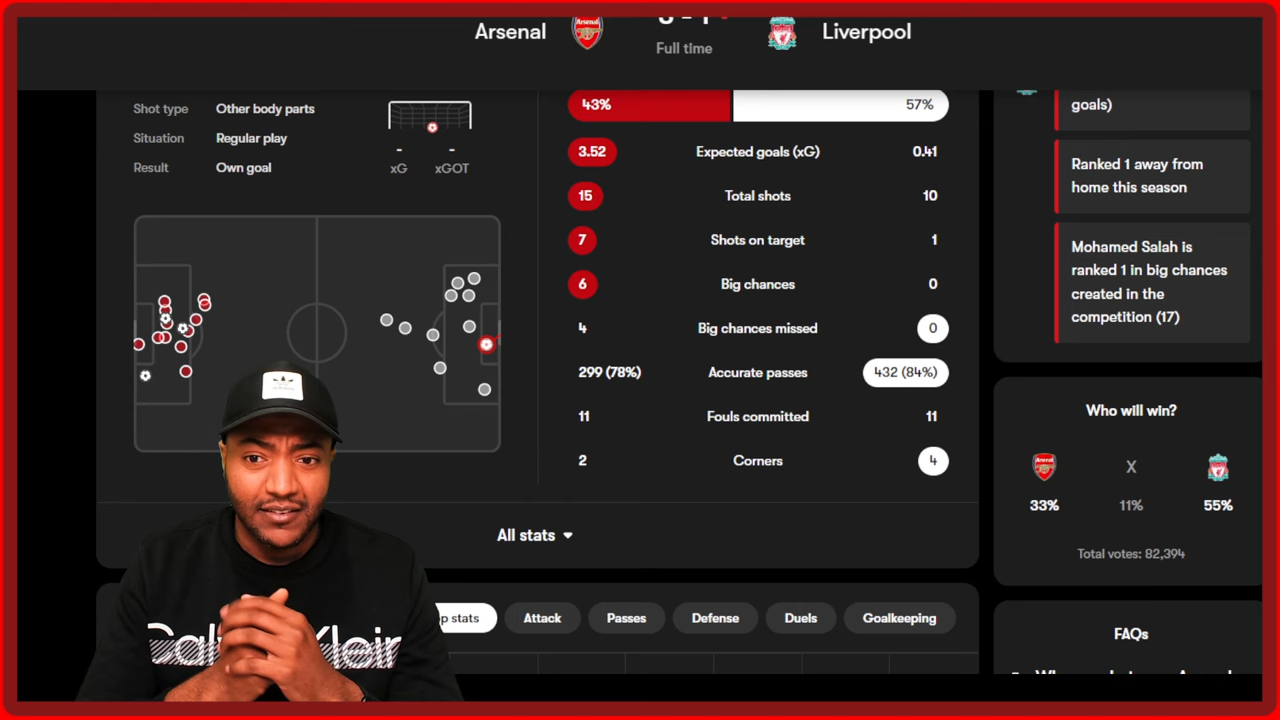 Arsenal
Liverpool
Full time
Shot type Other body parts
Situation Regular play
Result Own goal
- -
xG xGOT
43% 57%
3.52 Expected goals (xG) 0.41
15 Total shots 10
7 Shots on target 1
6 Big chances 0
4 Big chances missed 0
299 (78%) Accurate passes 432 (84%)
11 Fouls committed 11
2 Corners 4
All stats
stats Attack Passes Defense Duels Goalkeeping
goals)
Ranked 1 away from
home this season
Mohamed Salah is
ranked 1 in big chances
created in the
competition (17)
Who will win?
Arsenal X
33% 11% 55%
Total votes: 82,394
FAQs
Calvin Klein